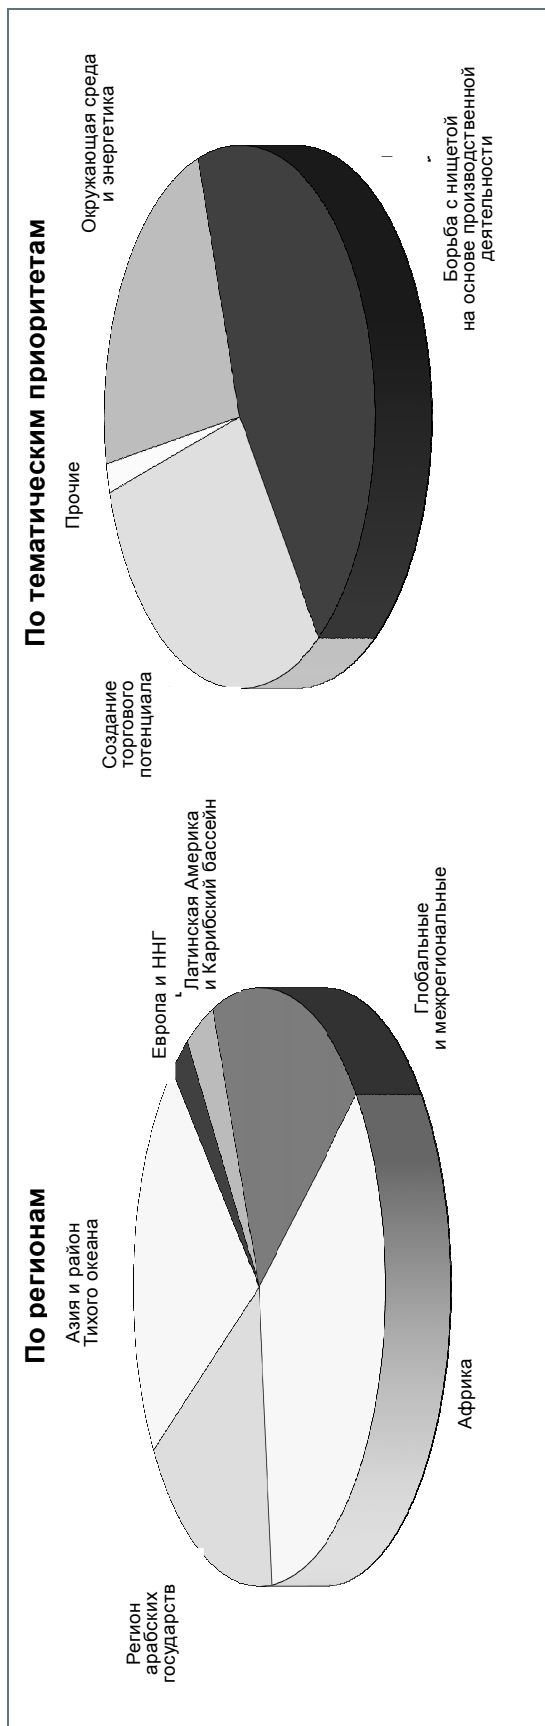 По регионам
Азия и район
Тихого океана
Европа и ННГ
Латинская Америка
и Карибский бассейн
Регион
арабских
государств
Африка
Глобальные
и межрегиональные
По тематическим приоритетам
Прочие
Окружающая среда
и энергетика
Создание
торгового
потенциала
Борьба с нищетой
на основе производственной
деятельности